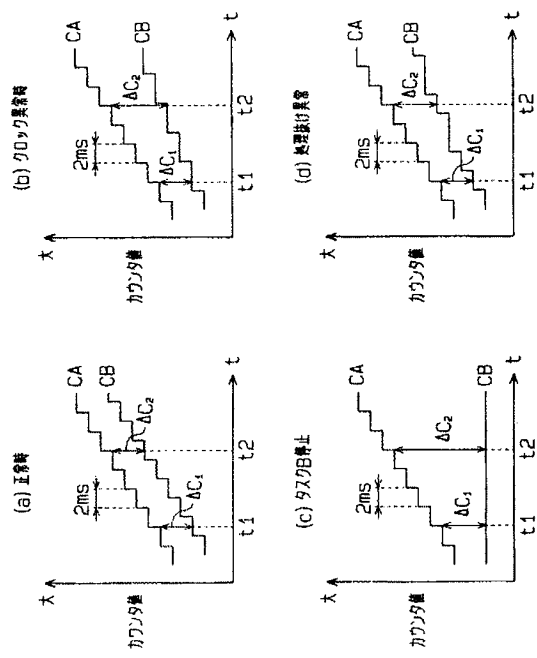 (a) 正常時
大
カウンタ値
2ms
CA
CB
ΔC1
ΔC2
t1
t2
t
(b) クロック異常時
大
カウンタ値
2ms
CA
CB
ΔC1
ΔC2
t1
t2
t
(c) タスクB停止
大
カウンタ値
2ms
CA
CB
ΔC1
ΔC2
t1
t2
t
(d) 処理抜け異常
大
カウンタ値
2ms
CA
CB
ΔC1
ΔC2
t1
t2
t